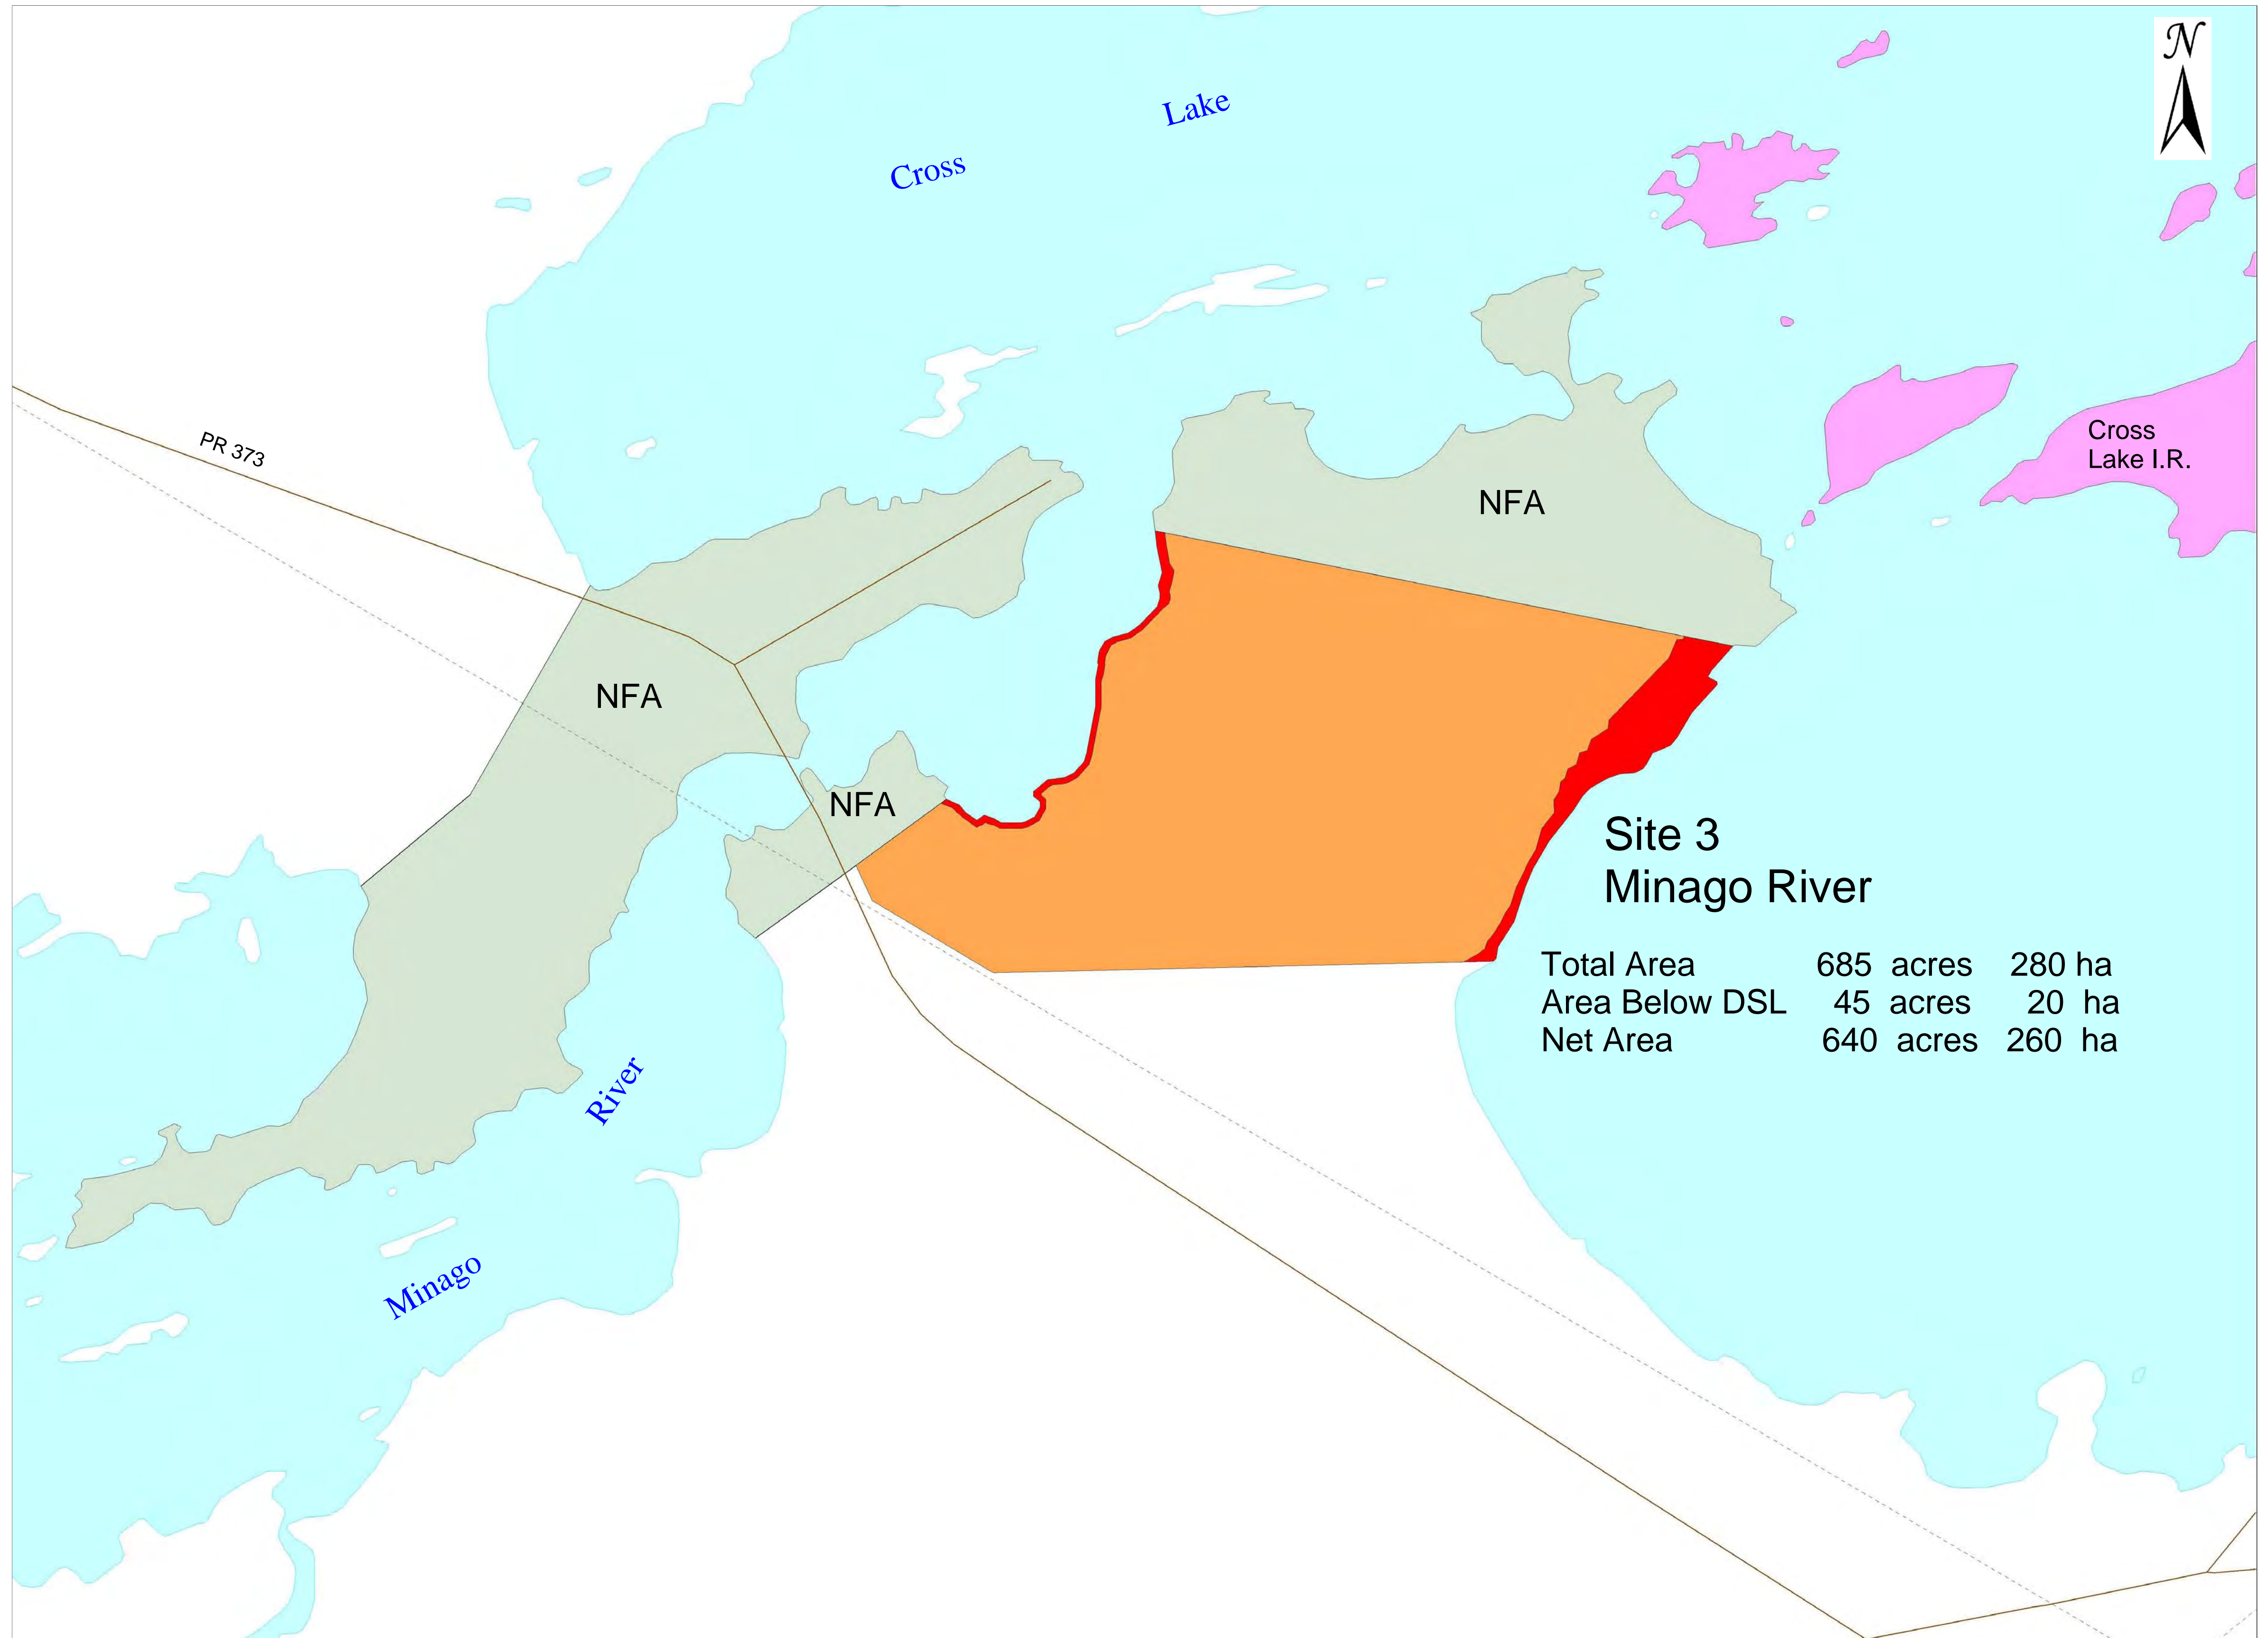 N
Lake
Cross
PR 373
Cross
Lake I.R.
NFA
NFA
NFA
Site 3
Minago River
Total Area 685 acres 280 ha
Area Below DSL 45 acres 20 ha
Net Area 640 acres 260 ha
River
Minago